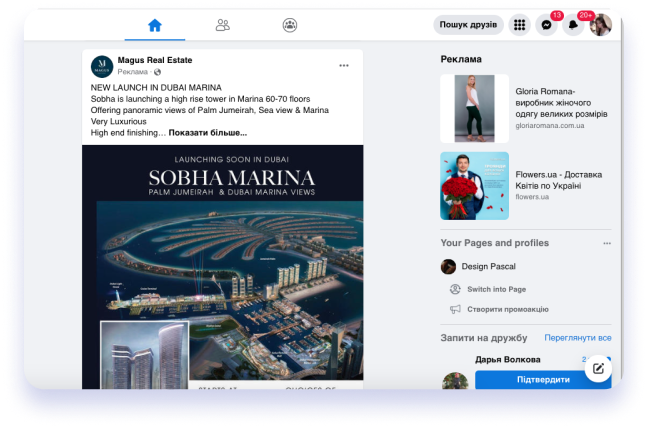 Пошук друзів
13
20+
Magus Real Estate
Реклама ·
NEW LAUNCH IN DUBAI MARINA
Sobha is launching a high rise tower in Marina 60-70 floors
Offering panoramic views of Palm Jumeirah, Sea view & Marina
Very Luxurious
High end finishing… Показати більше...
LAUNCHING SOON IN DUBAI
SOBHA MARINA
PALM JUMEIRAH & DUBAI MARINA VIEWS
Реклама
Gloria Romana-
виробник жіночого
одягу великих розмірів
gloriaromana.com.ua
Flowers.ua - Доставка
Квітів по Україні
flowers.ua
Your Pages and profiles
Design Pascal
Switch into Page
Створити промоакцію
Запити на дружбу Переглянути все
Дарья Волкова
Підтвердити